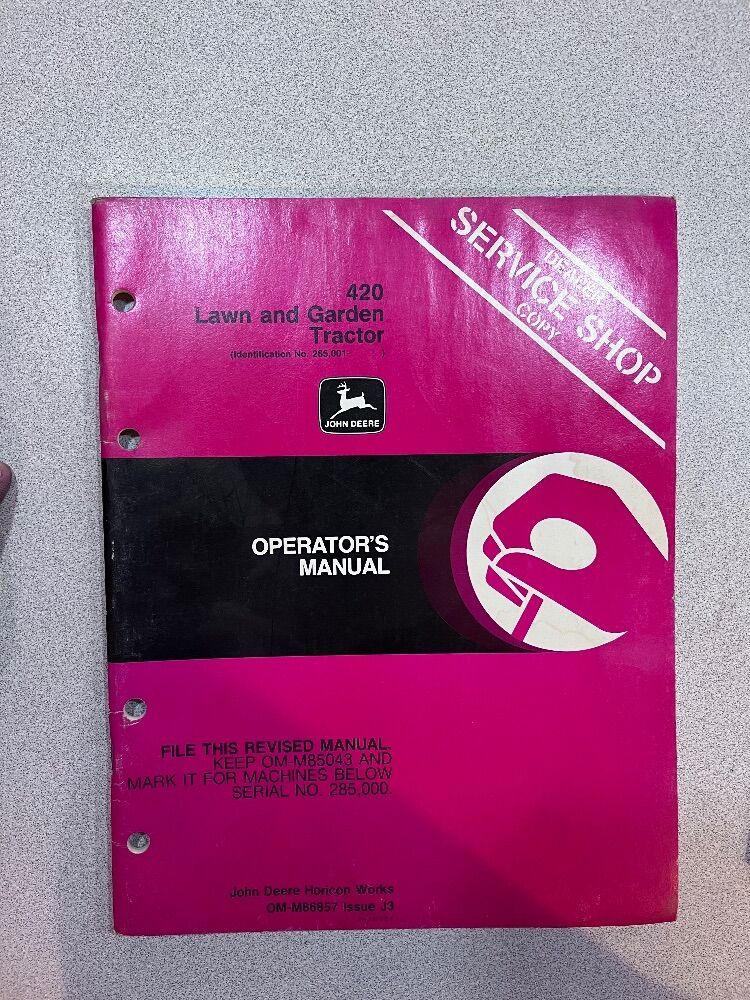 DEALER
SERVICE SHOP
COPY
420
Lawn and Garden
Tractor
(Identification No. 285,001 )
JOHN DEERE
OPERATOR'S
MANUAL
FILE THIS REVISED MANUAL.
KEEP OM-M85043 AND
MARK IT FOR MACHINES BELOW
SERIAL NO. 285,000.
John Deere Horicon Works
OM-M86857 Issue J3